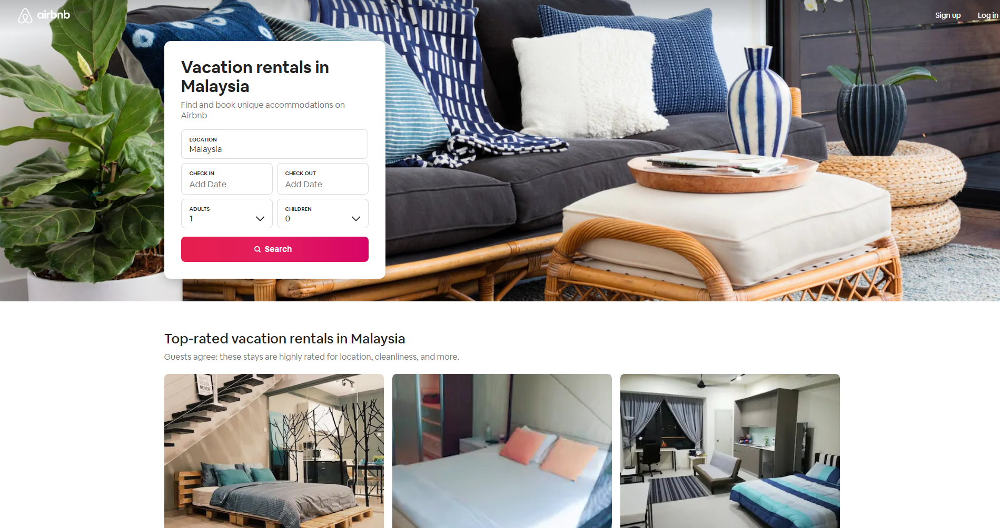 airbnb
Sign up
Log in
Vacation rentals in
Malaysia
Find and book unique accommodations on
Airbnb
LOCATION
Malaysia
CHECK IN
Add Date
CHECK OUT
Add Date
ADULTS
1
CHILDREN
0
Search
Top-rated vacation rentals in Malaysia
Guests agree: these stays are highly rated for location, cleanliness, and more.
NEVER
NEVER